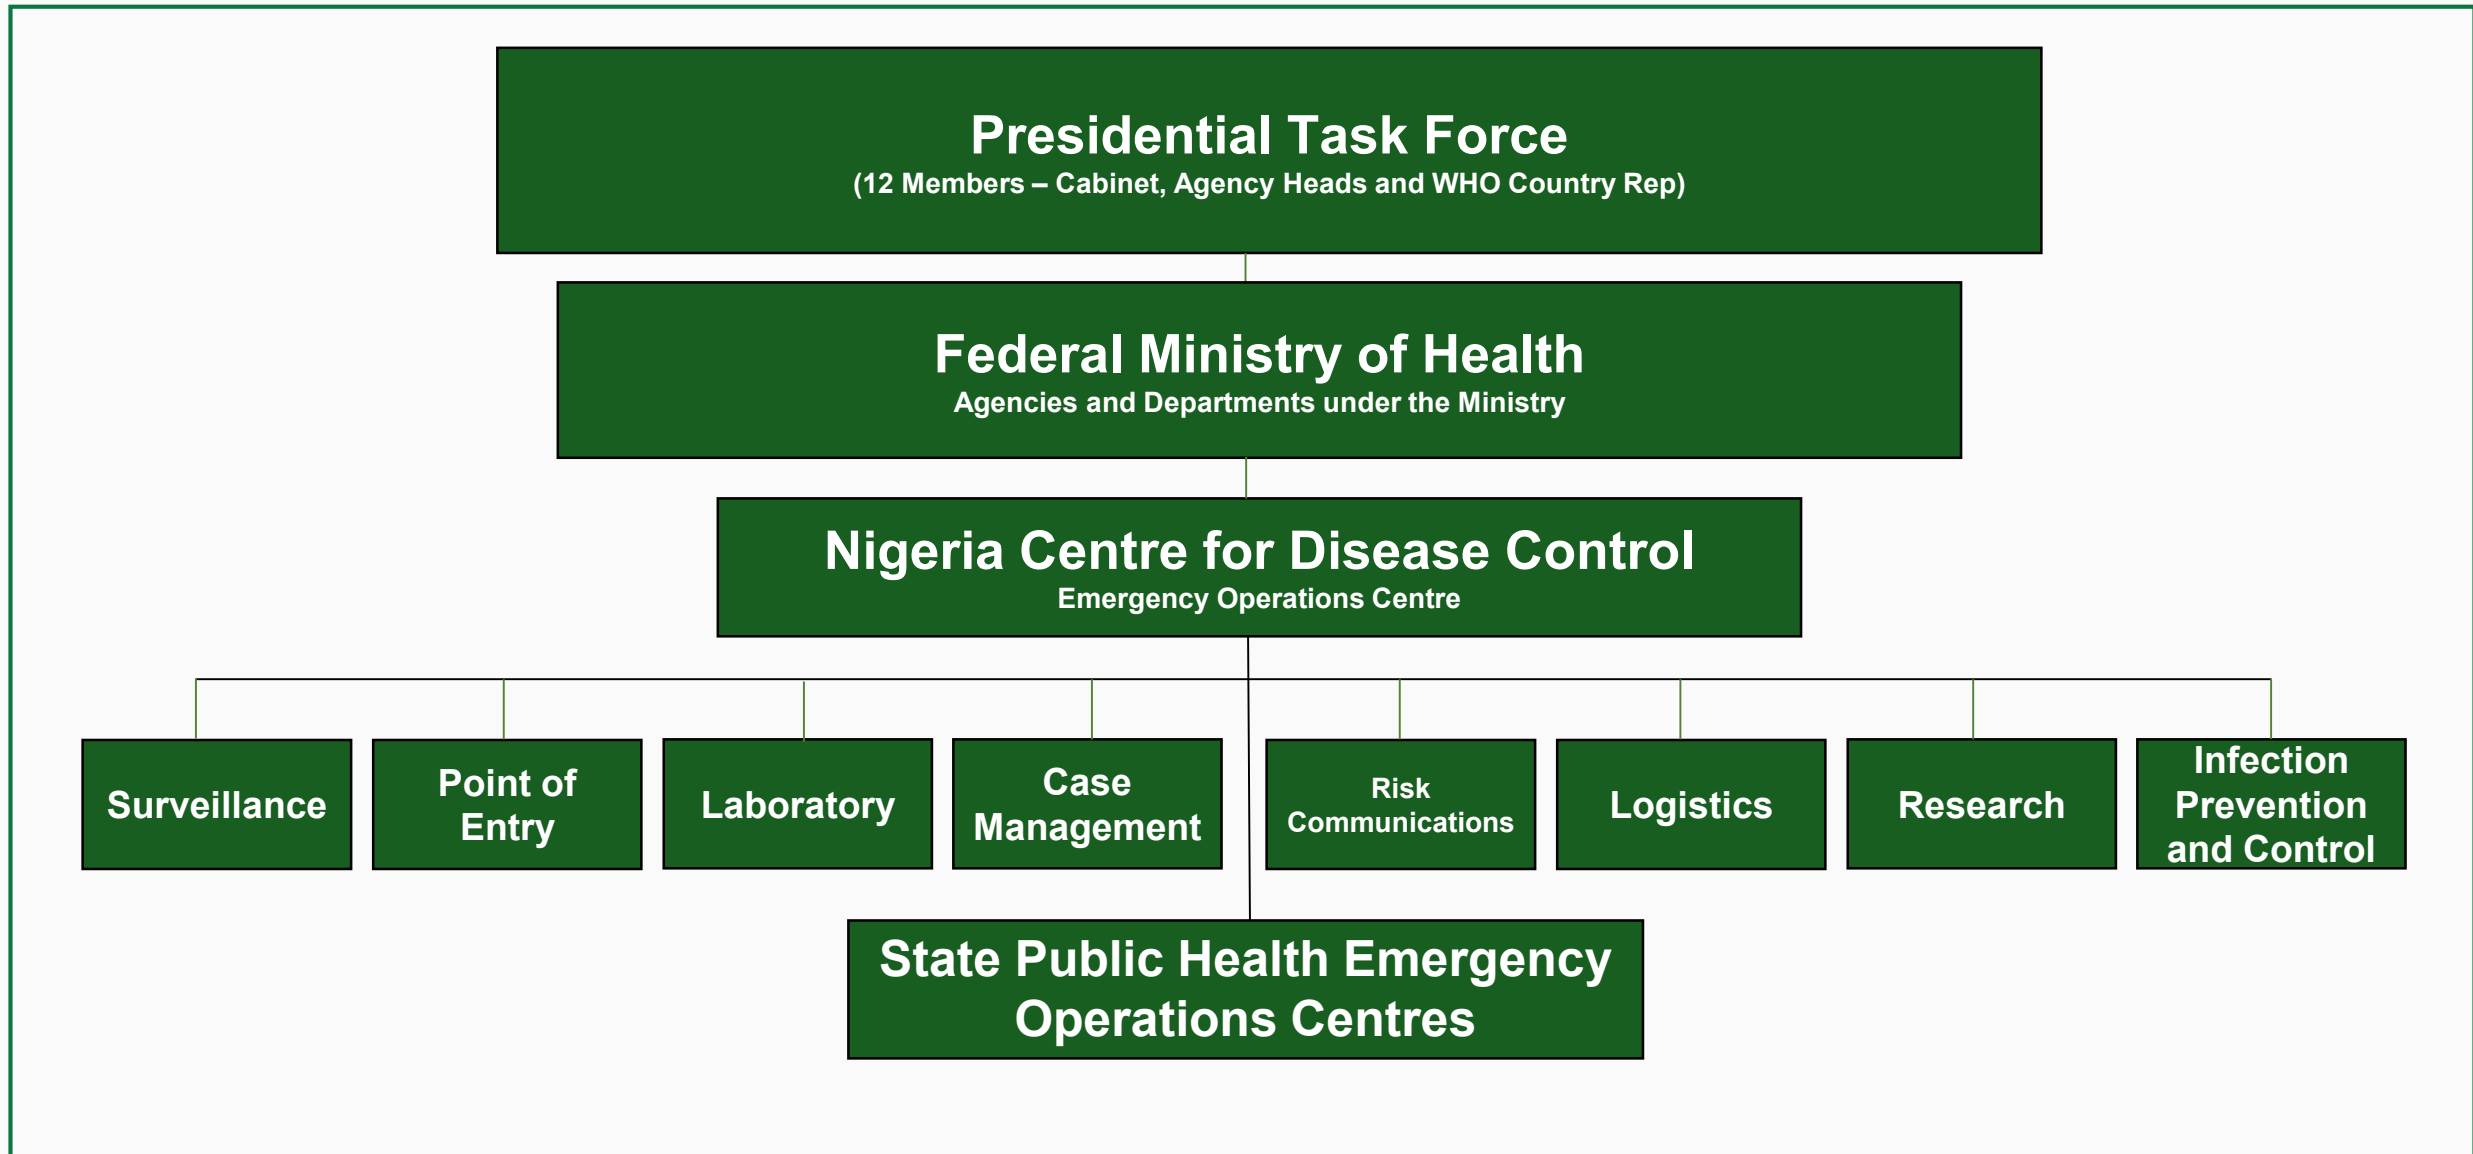 Presidential Task Force
(12 Members – Cabinet, Agency Heads and WHO Country Rep)
Federal Ministry of Health
Agencies and Departments under the Ministry
Nigeria Centre for Disease Control
Emergency Operations Centre
Surveillance
Point of
Entry
Laboratory
Case
Management
Risk
Communications
Logistics
Research
Infection
Prevention
and Control
State Public Health Emergency
Operations Centres